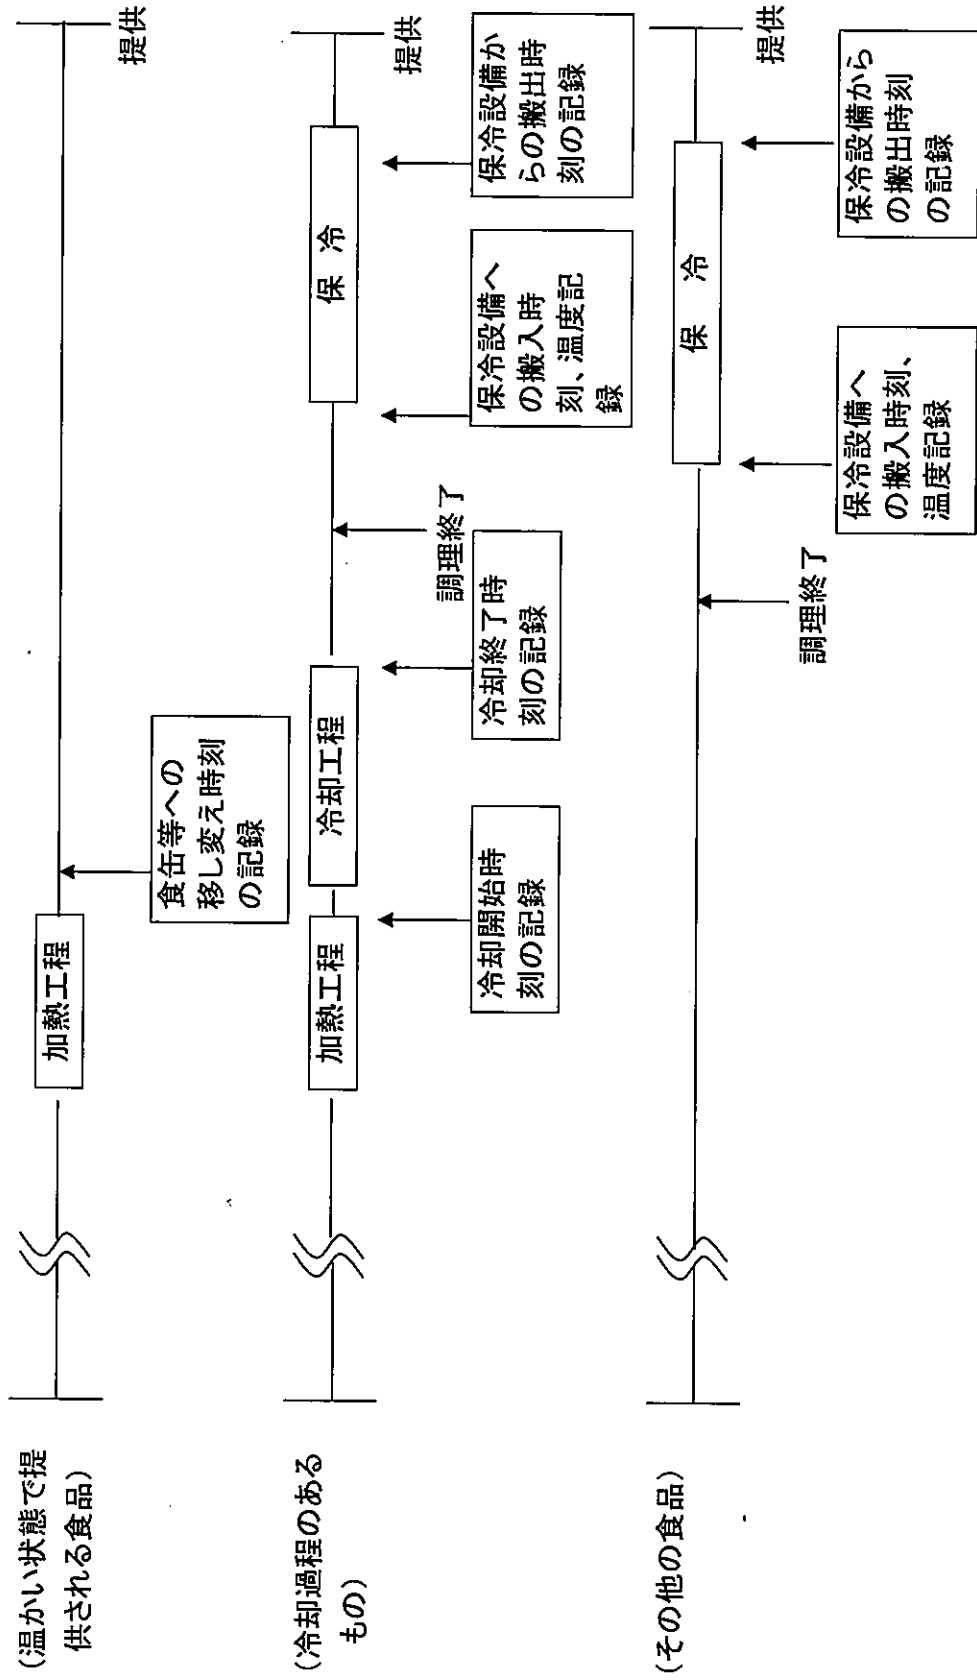 (温かい状態で提
供される食品)
加熱工程
食缶等への
移し変え時刻
の記録
提供
(冷却過程のある
もの)
加熱工程
冷却開始時
刻の記録
冷却工程
冷却終了時
刻の記録
調理終了
保冷設備へ
の搬入時
刻、温度記
録
保 冷
保冷設備か
らの搬出時
刻の記録
提供
(その他の食品)
調理終了
保冷設備へ
の搬入時刻、
温度記録
保 冷
保冷設備から
の搬出時刻
の記録
提供